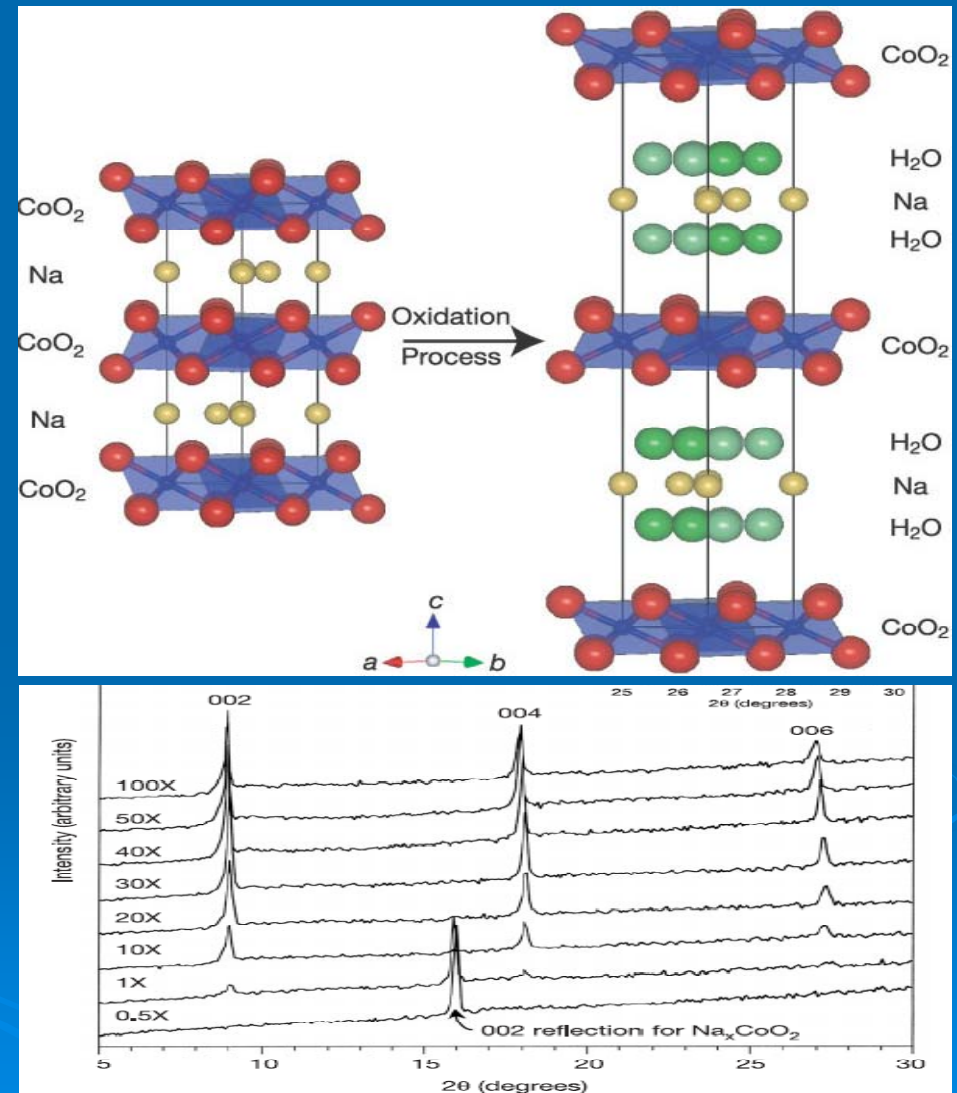 CoO₂
H₂O
Na
H₂O
CoO₂
H₂O
Na
H₂O
CoO₂
CoO₂
Na
CoO₂
Na
CoO₂
Oxidation
Process
c
a
b
25 26 27 28 29 30
2θ (degrees)
002
004
006
Intensity (arbitrary units)
100X
50X
40X
30X
20X
10X
1X
0.5X
002 reflection for NaₓCoO₂
5 10 15 20 25 30
2θ (degrees)